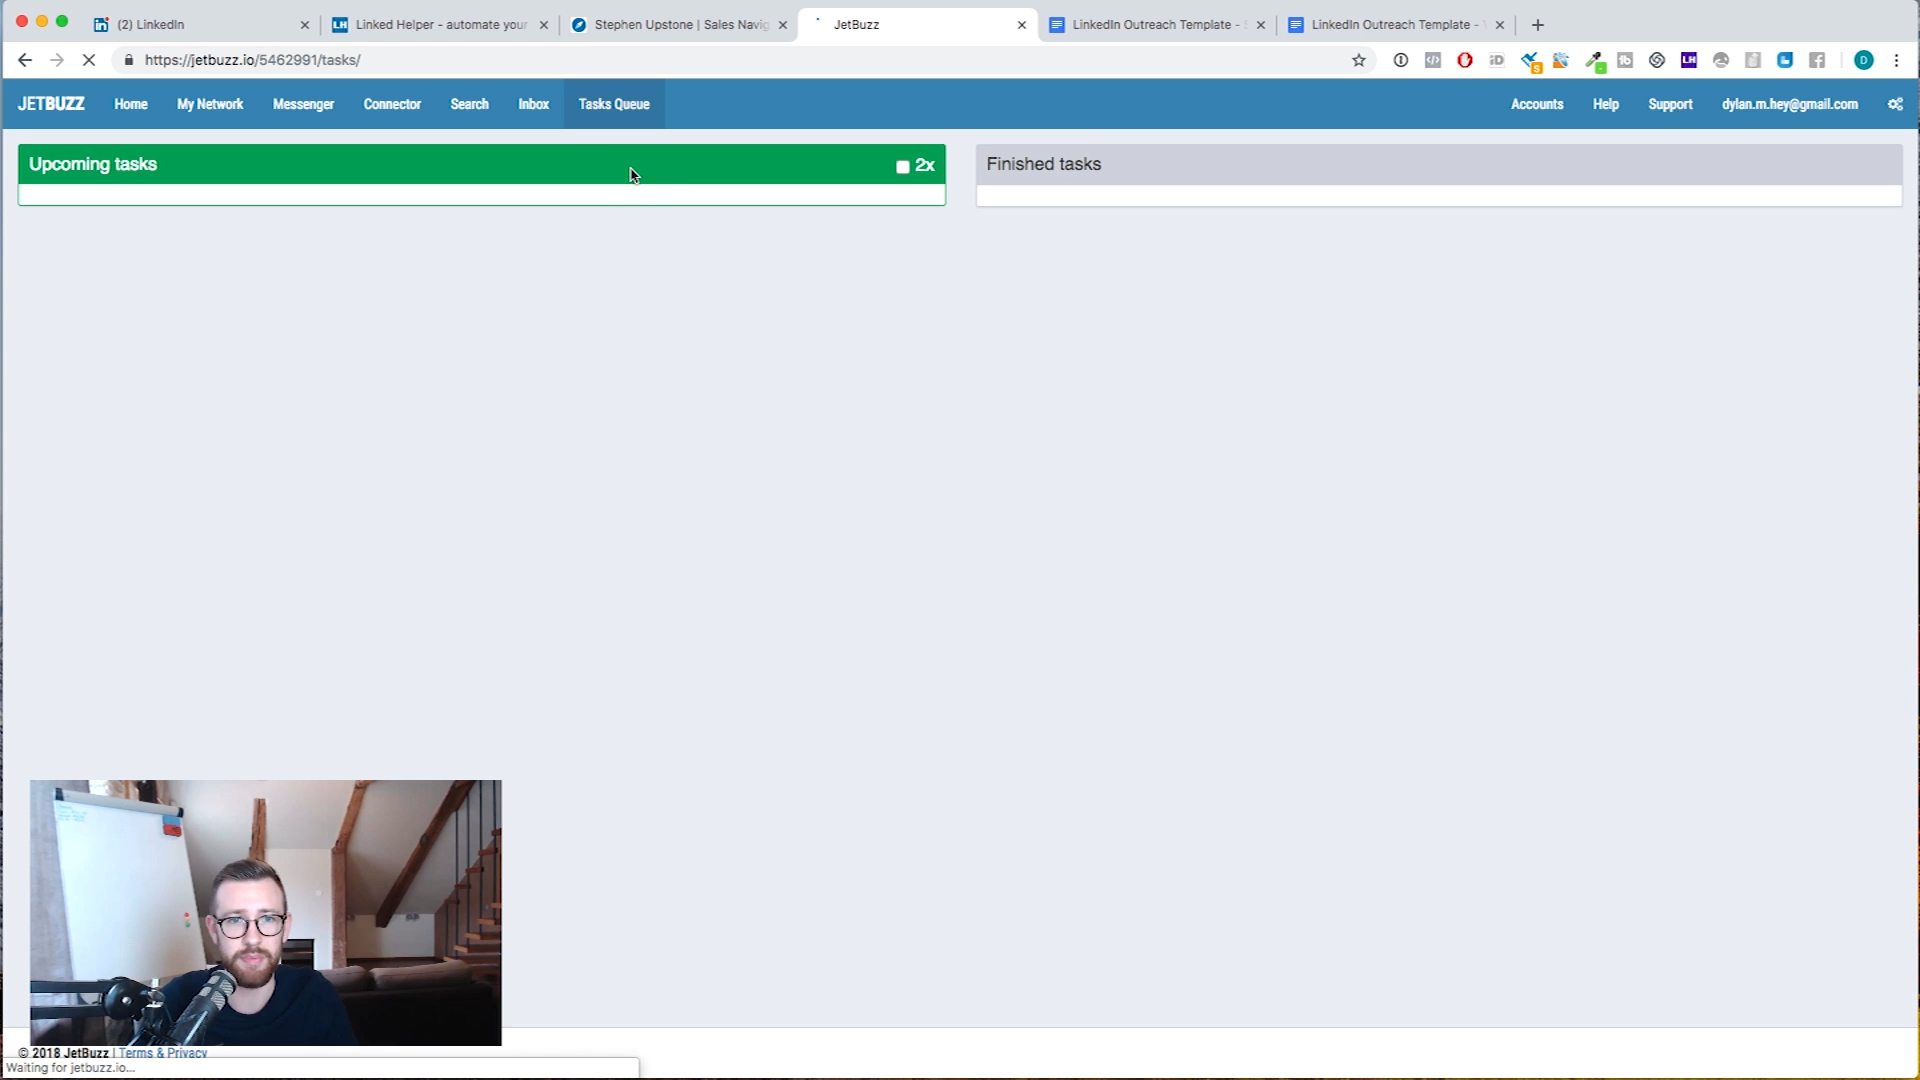 (2) LinkedIn
LH Linked Helper - automate your
Stephen Upstone | Sales Navig
JetBuzz
LinkedIn Outreach Template -
LinkedIn Outreach Template -
https://jetbuzz.io/5462991/tasks/
JETBUZZ Home My Network Messenger Connector Search Inbox Tasks Queue Accounts Help Support dylan.m.hey@gmail.com
Upcoming tasks 2x
Finished tasks
© 2018 JetBuzz | Terms & Privacy
Waiting for jetbuzz.io...